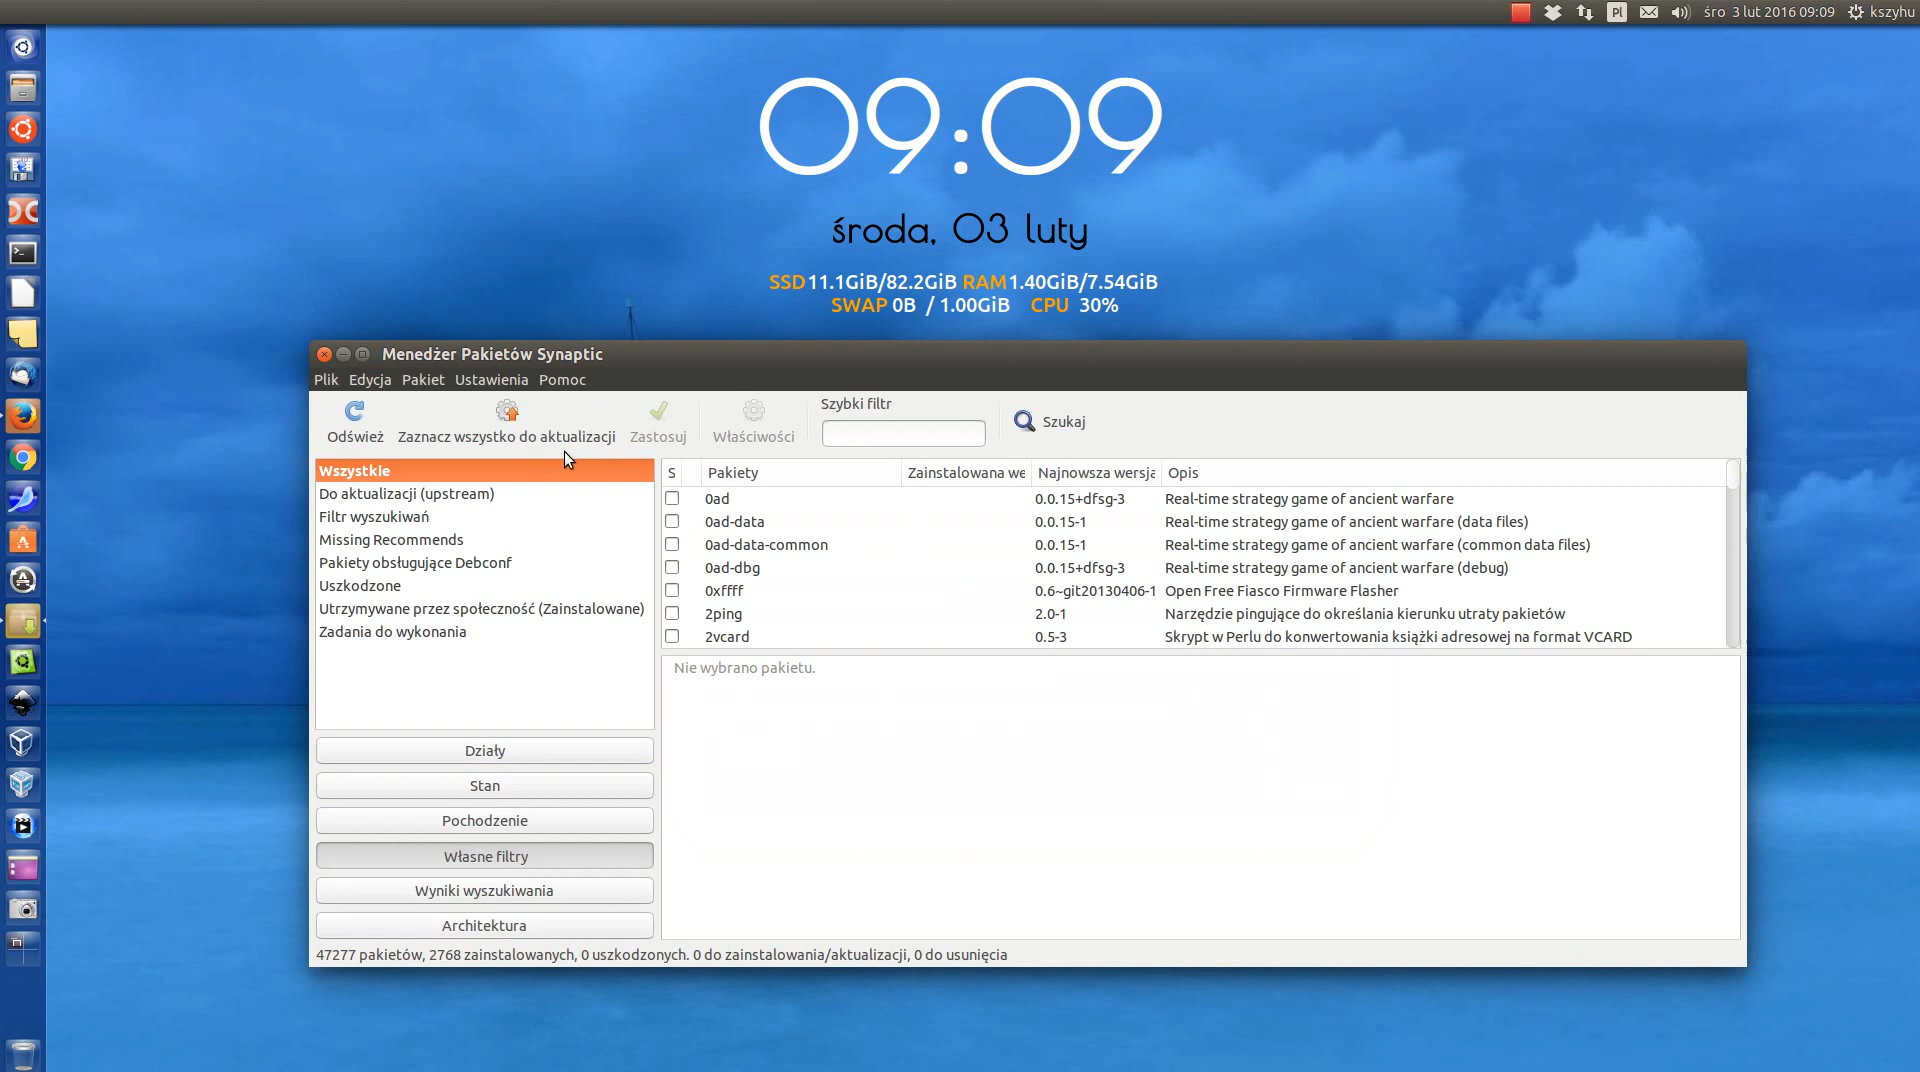 Pl śro 3 lut 2016 09:09 kszyhu
09:09
środa, 03 luty
SSD 11.1GiB/82.2GiB RAM 1.40GiB/7.54GiB
SWAP 0B / 1.00GiB CPU 30%
Menedżer Pakietów Synaptic
Plik Edycja Pakiet Ustawienia Pomoc
Odśwież Zaznacz wszystko do aktualizacji Zastosuj Właściwości Szybki filtr Szukaj
Wszystkie
Do aktualizacji (upstream)
Filtr wyszukiwań
Missing Recommends
Pakiety obsługujące Debconf
Uszkodzone
Utrzymywane przez społeczność (Zainstalowane)
Zadania do wykonania
Działy
Stan
Pochodzenie
Własne filtry
Wyniki wyszukiwania
Architektura
S Pakiety Zainstalowana we Najnowsza wersja Opis
0ad 0.0.15+dfsg-3 Real-time strategy game of ancient warfare
0ad-data 0.0.15-1 Real-time strategy game of ancient warfare (data files)
0ad-data-common 0.0.15-1 Real-time strategy game of ancient warfare (common data files)
0ad-dbg 0.0.15+dfsg-3 Real-time strategy game of ancient warfare (debug)
0xffff 0.6~git20130406-1 Open Free Fiasco Firmware Flasher
2ping 2.0-1 Narzędzie pingujące do określania kierunku utraty pakietów
2vcard 0.5-3 Skrypt w Perlu do konwertowania książki adresowej na format VCARD
Nie wybrano pakietu.
47277 pakietów, 2768 zainstalowanych, 0 uszkodzonych. 0 do zainstalowania/aktualizacji, 0 do usunięcia